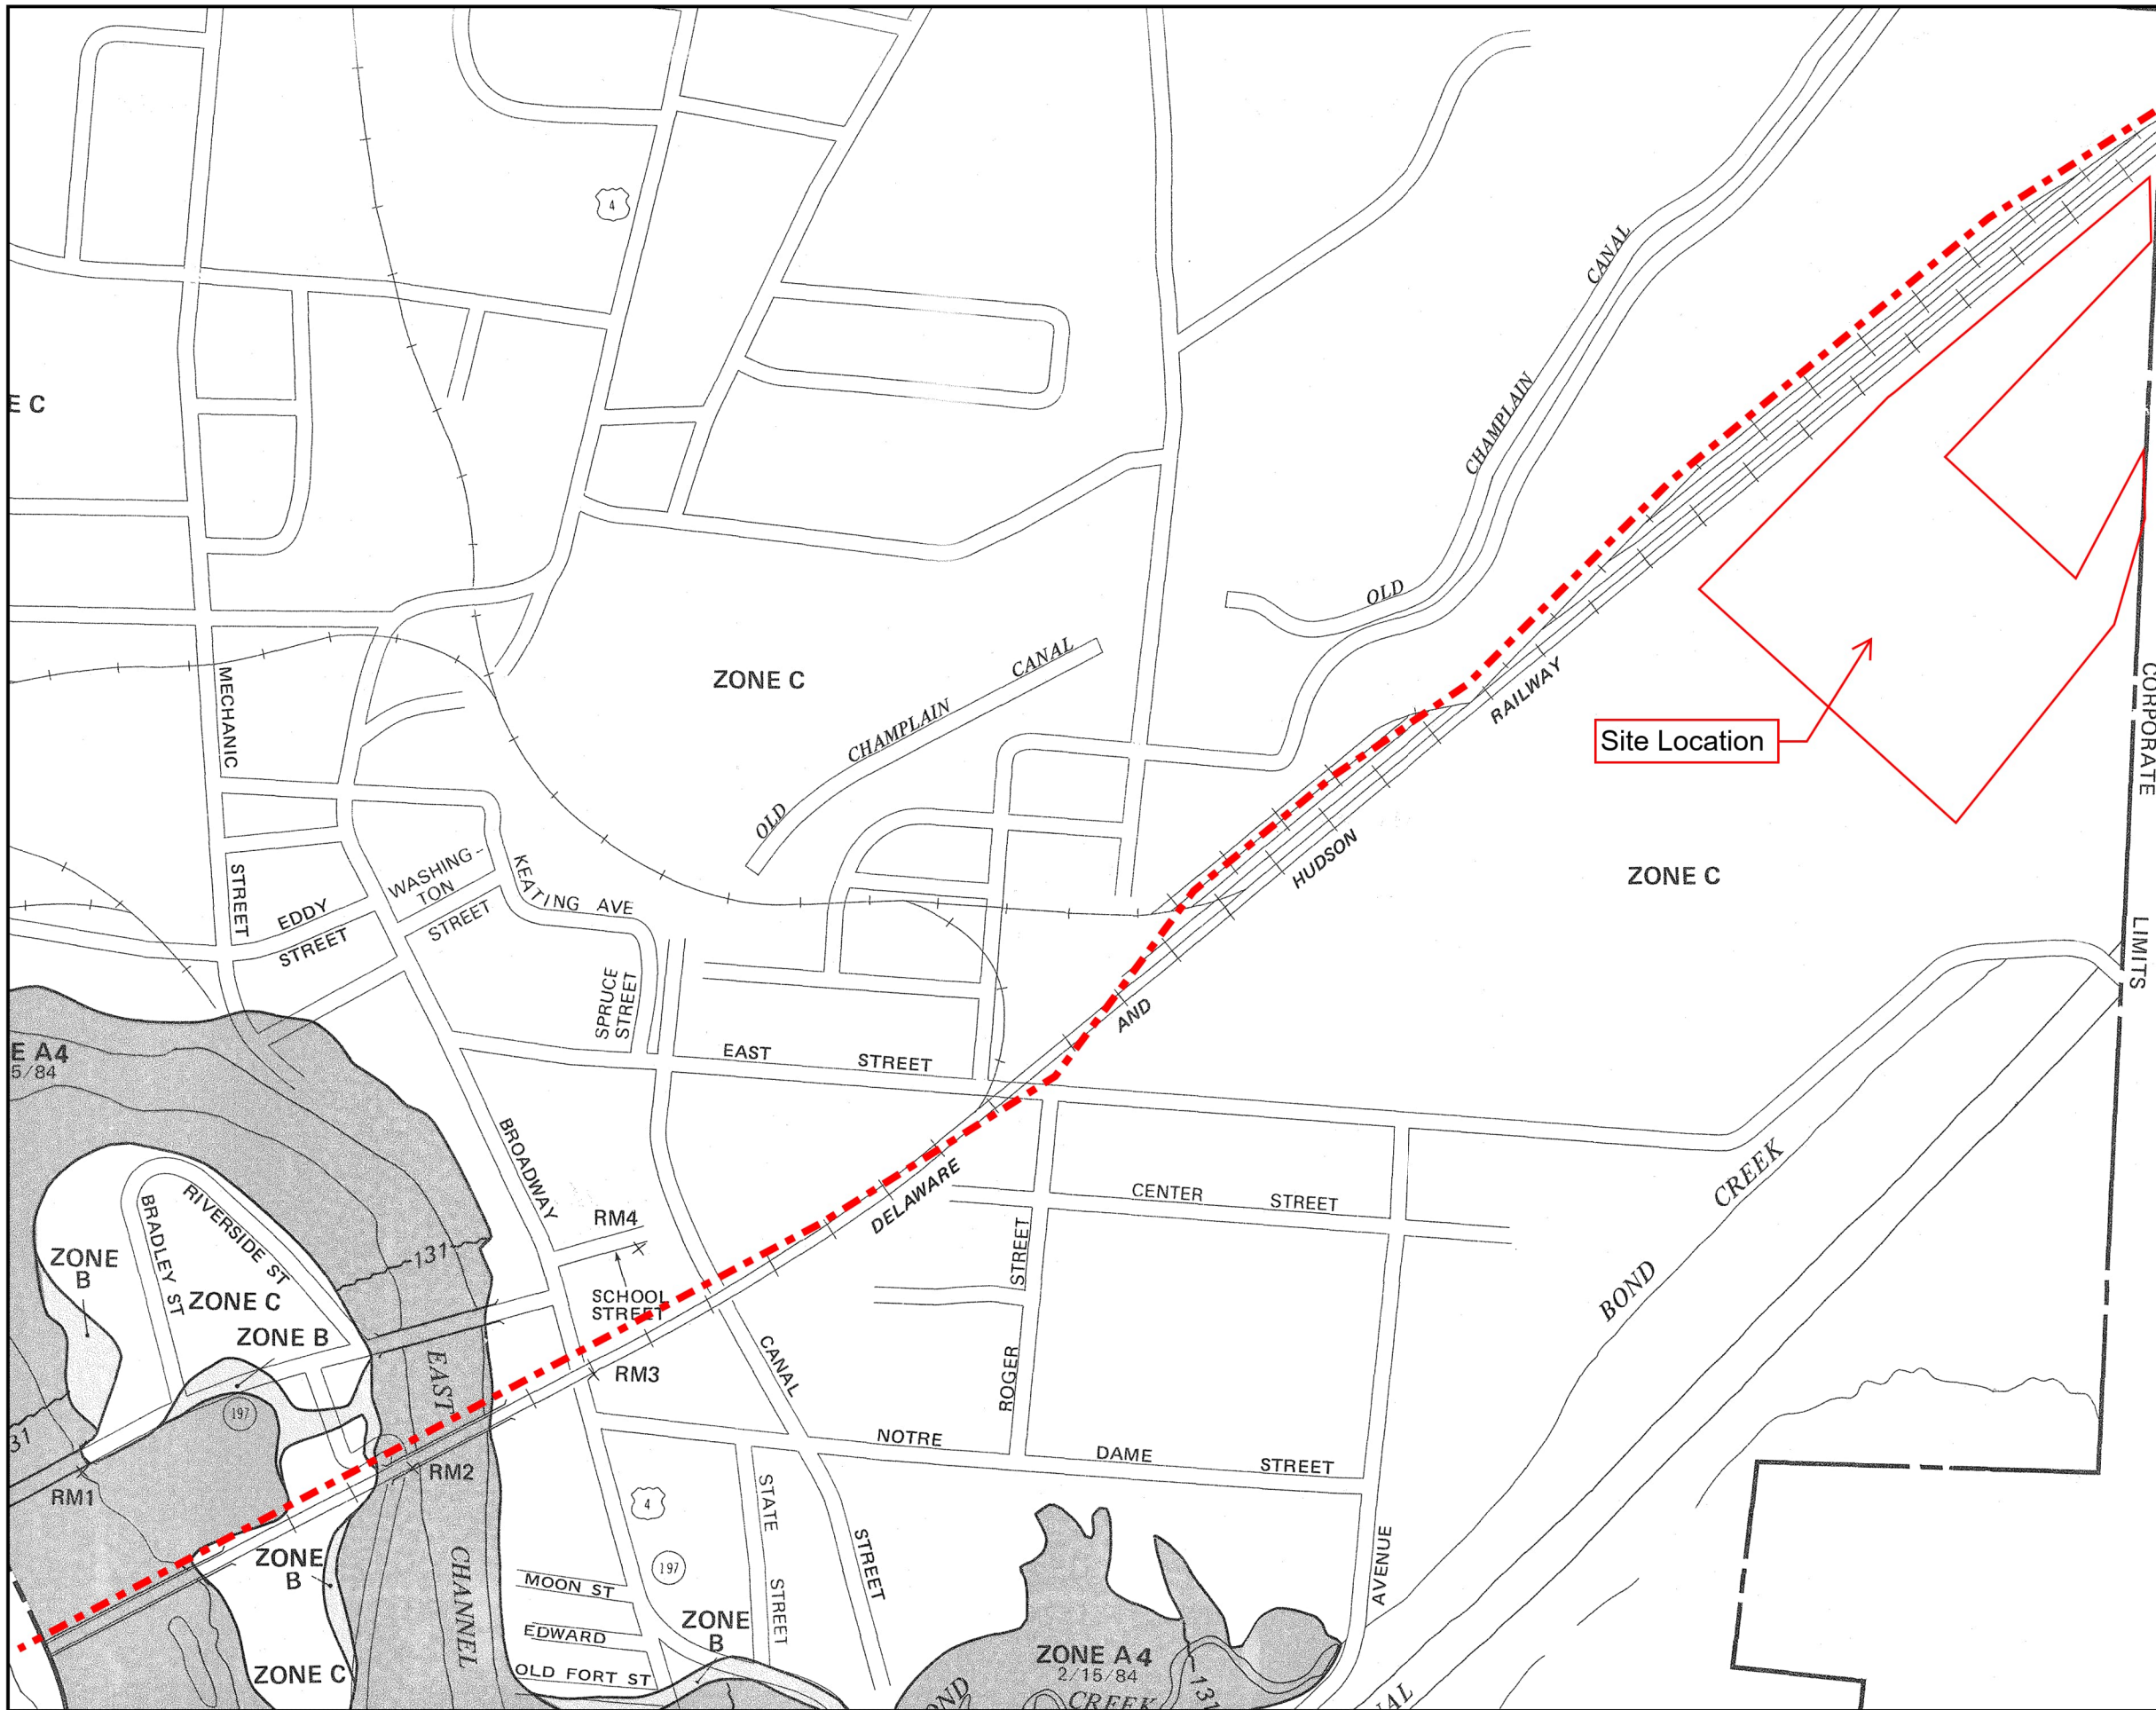 4
CANAL
CHAMPLAIN
OLD
E C
ZONE C
CHAMPLAIN
CANAL
OLD
RAILWAY
HUDSON
AND
DELAWARE
Site Location
CORPORATE
LIMITS
ZONE C
MECHANIC
STREET
EDDY
STREET
WASHING-
TON
STREET
KEATING AVE
SPRUCE
STREET
EAST STREET
E A4
5/84
BROADWAY
RM4
SCHOOL
STREET
RIVERSIDE ST
BRADLEY ST
ZONE
B
ZONE C
ZONE B
131
31
197
EAST
CHANNEL
RM1
RM2
RM3
CANAL
STREET
CENTER STREET
ROGER
STREET
NOTRE DAME STREET
AVENUE
BOND
CREEK
4
197
STATE
STREET
MOON ST
EDWARD
OLD FORT ST
ZONE
B
ZONE
B
ZONE C
ZONE A4
2/15/84
OND
CREEK
131
NAL